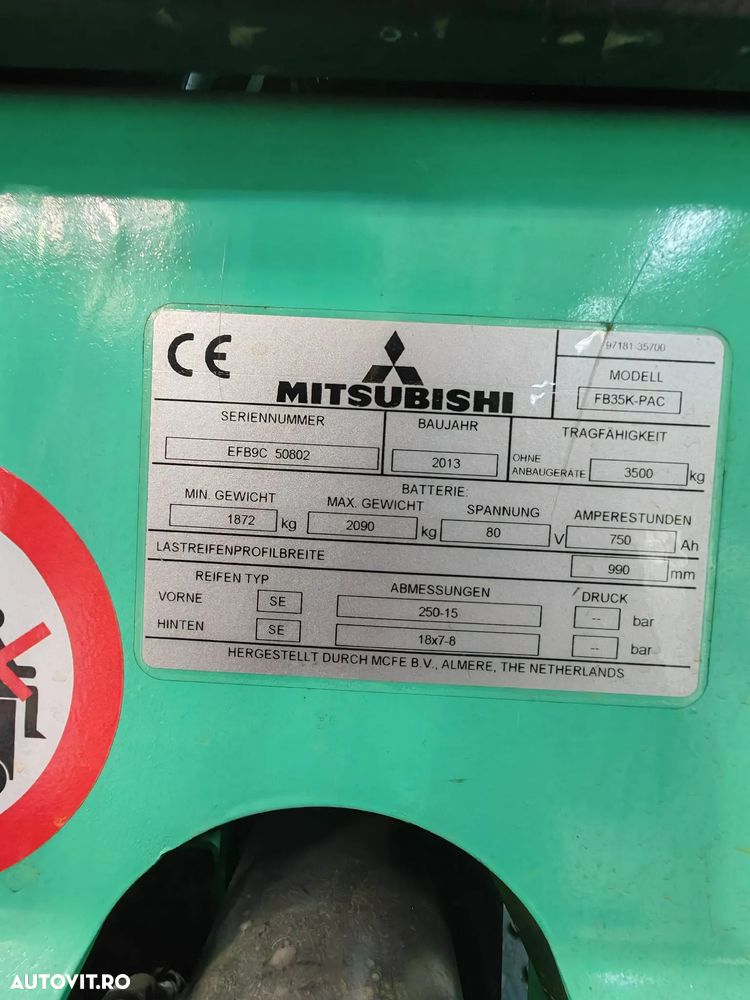 CE
MITSUBISHI
97181-35700
MODELL
FB35K-PAC
SERIENNUMMER
EFB9C 50802
BAUJAHR
2013
TRAGFÄHIGKEIT
OHNE
ANBAUGERÄTE 3500 kg
BATTERIE:
MIN. GEWICHT MAX. GEWICHT SPANNUNG AMPERESTUNDEN
1872 kg 2090 kg 80 V 750 Ah
LASTREIFENPROFILBREITE 990 mm
REIFEN TYP ABMESSUNGEN DRUCK
VORNE SE 250-15 -- bar
HINTEN SE 18x7-8 -- bar
HERGESTELLT DURCH MCFE B.V., ALMERE, THE NETHERLANDS
AUTOVIT.RO